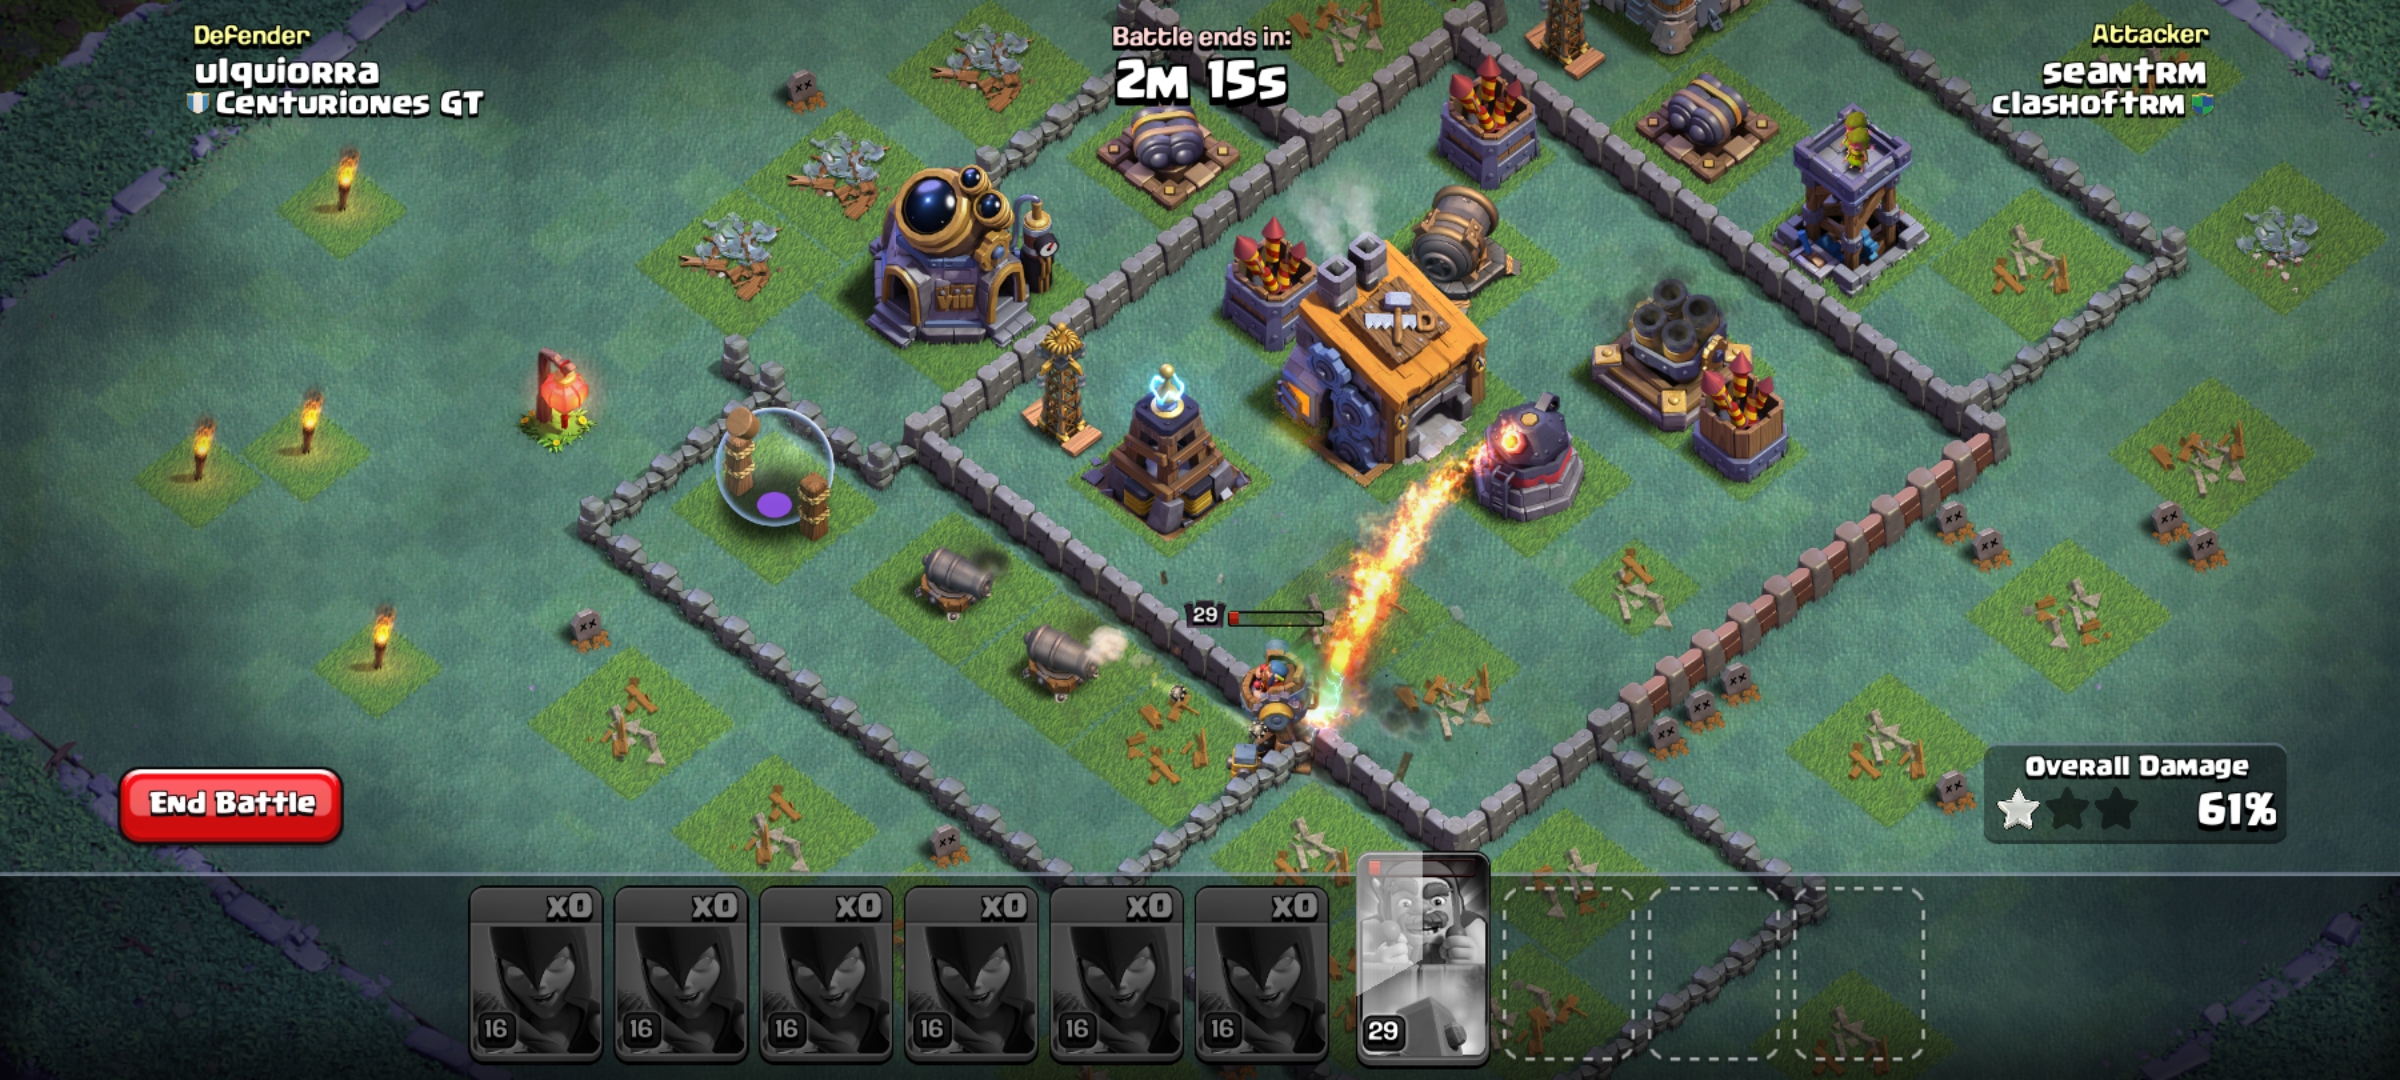 Defender
ulquiorra
Centuriones GT
Battle ends in:
2m 15s
Attacker
seantrm
clashoftrm
VIII
29
End Battle
Overall Damage
61%
x0
x0
x0
x0
x0
x0
16
16
16
16
16
16
29